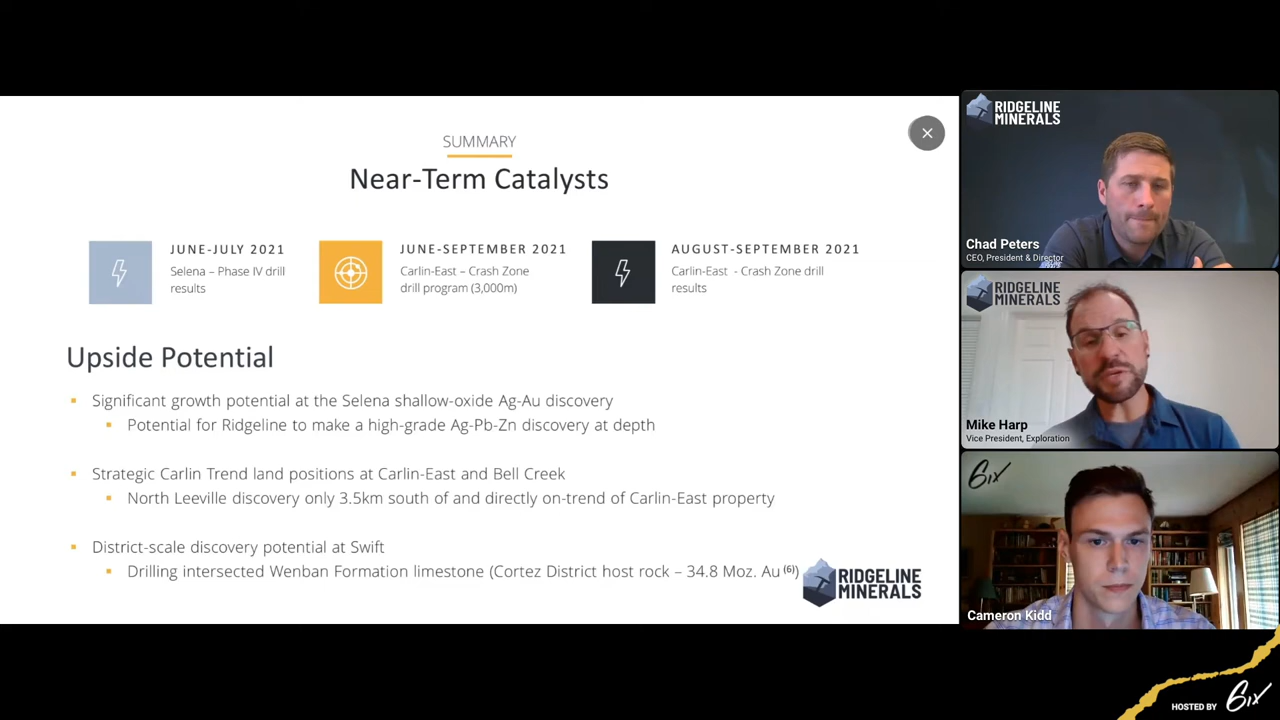 SUMMARY
Near-Term Catalysts
JUNE-JULY 2021
Selena – Phase IV drill
results
JUNE-SEPTEMBER 2021
Carlin-East – Crash Zone
drill program (3,000m)
AUGUST-SEPTEMBER 2021
Carlin-East - Crash Zone drill
results
Upside Potential
Significant growth potential at the Selena shallow-oxide Ag-Au discovery
Potential for Ridgeline to make a high-grade Ag-Pb-Zn discovery at depth
Strategic Carlin Trend land positions at Carlin-East and Bell Creek
North Leeville discovery only 3.5km south of and directly on-trend of Carlin-East property
District-scale discovery potential at Swift
Drilling intersected Wenban Formation limestone (Cortez District host rock – 34.8 Moz. Au (6))
RIDGELINE
MINERALS
RIDGELINE
MINERALS
Chad Peters
CEO, President & Director
RIDGELINE
MINERALS
Mike Harp
Vice President, Exploration
6ix
Cameron Kidd
HOSTED BY 6ix